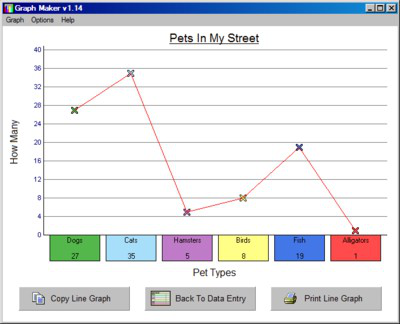 Graph Maker v1.14
Graph Options Help
Pets In My Street
40
36
32
28
24
20
16
12
8
4
0
How Many
Dogs Cats Hamsters Birds Fish Alligators
27 35 5 8 19 1
Pet Types
Copy Line Graph Back To Data Entry Print Line Graph